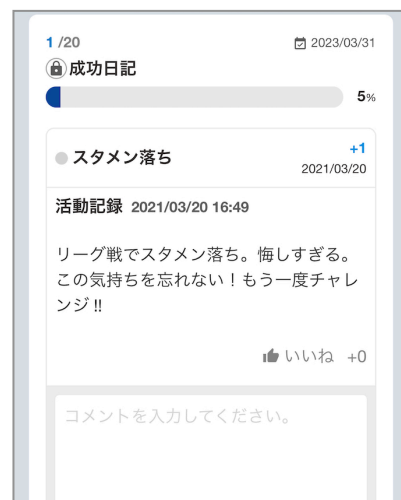 1 /20
2023/03/31
成功日記
5%
スタメン落ち
+1
2021/03/20
活動記録 2021/03/20 16:49
リーグ戦でスタメン落ち。悔しすぎる。
この気持ちを忘れない！もう一度チャレ
ンジ!!
いいね +0
コメントを入力してください。